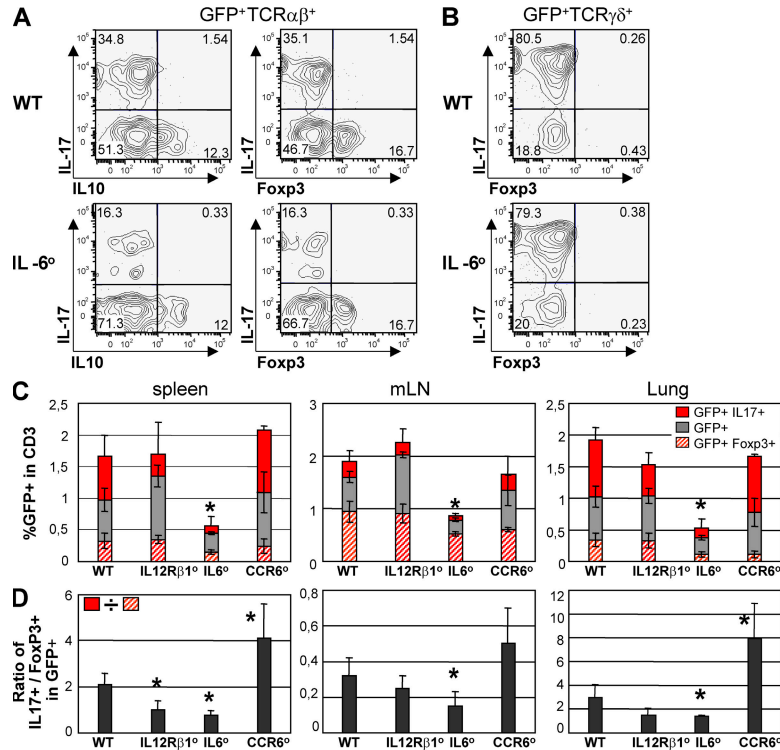 A
GFP+TCRαβ+
B
GFP+TCRγδ+
WT
34.8 1.54
51.3 12.3
IL-17
IL10
35.1 1.54
46.7 16.7
IL-17
Foxp3
WT
80.5 0.26
18.8 0.43
IL-17
Foxp3
IL -6o
16.3 0.33
71.3 12
IL-17
IL10
16.3 0.33
66.7 16.7
IL-17
Foxp3
IL -6o
79.3 0.38
20 0.23
IL-17
Foxp3
C
spleen mLN Lung
%GFP+ in CD3
2,5
2
1,5
1
0,5
0
WT IL12Rβ1o IL6o CCR6o
3
2
1
0
WT IL12Rβ1o IL6o CCR6o
2,5
2
1,5
1
0,5
0
WT IL12Rβ1o IL6o CCR6o
GFP+ IL17+
GFP+
GFP+ Foxp3+
*
*
*
D
Ratio of
IL17+ / FoxP3+
in GFP+
÷
6
4
2
0
* * *
WT IL12Rβ1o IL6o CCR6o
0,8
0,6
0,4
0,2
0
*
WT IL12Rβ1o IL6o CCR6o
12
10
8
6
4
2
0
* *
WT IL12Rβ1o IL6o CCR6o